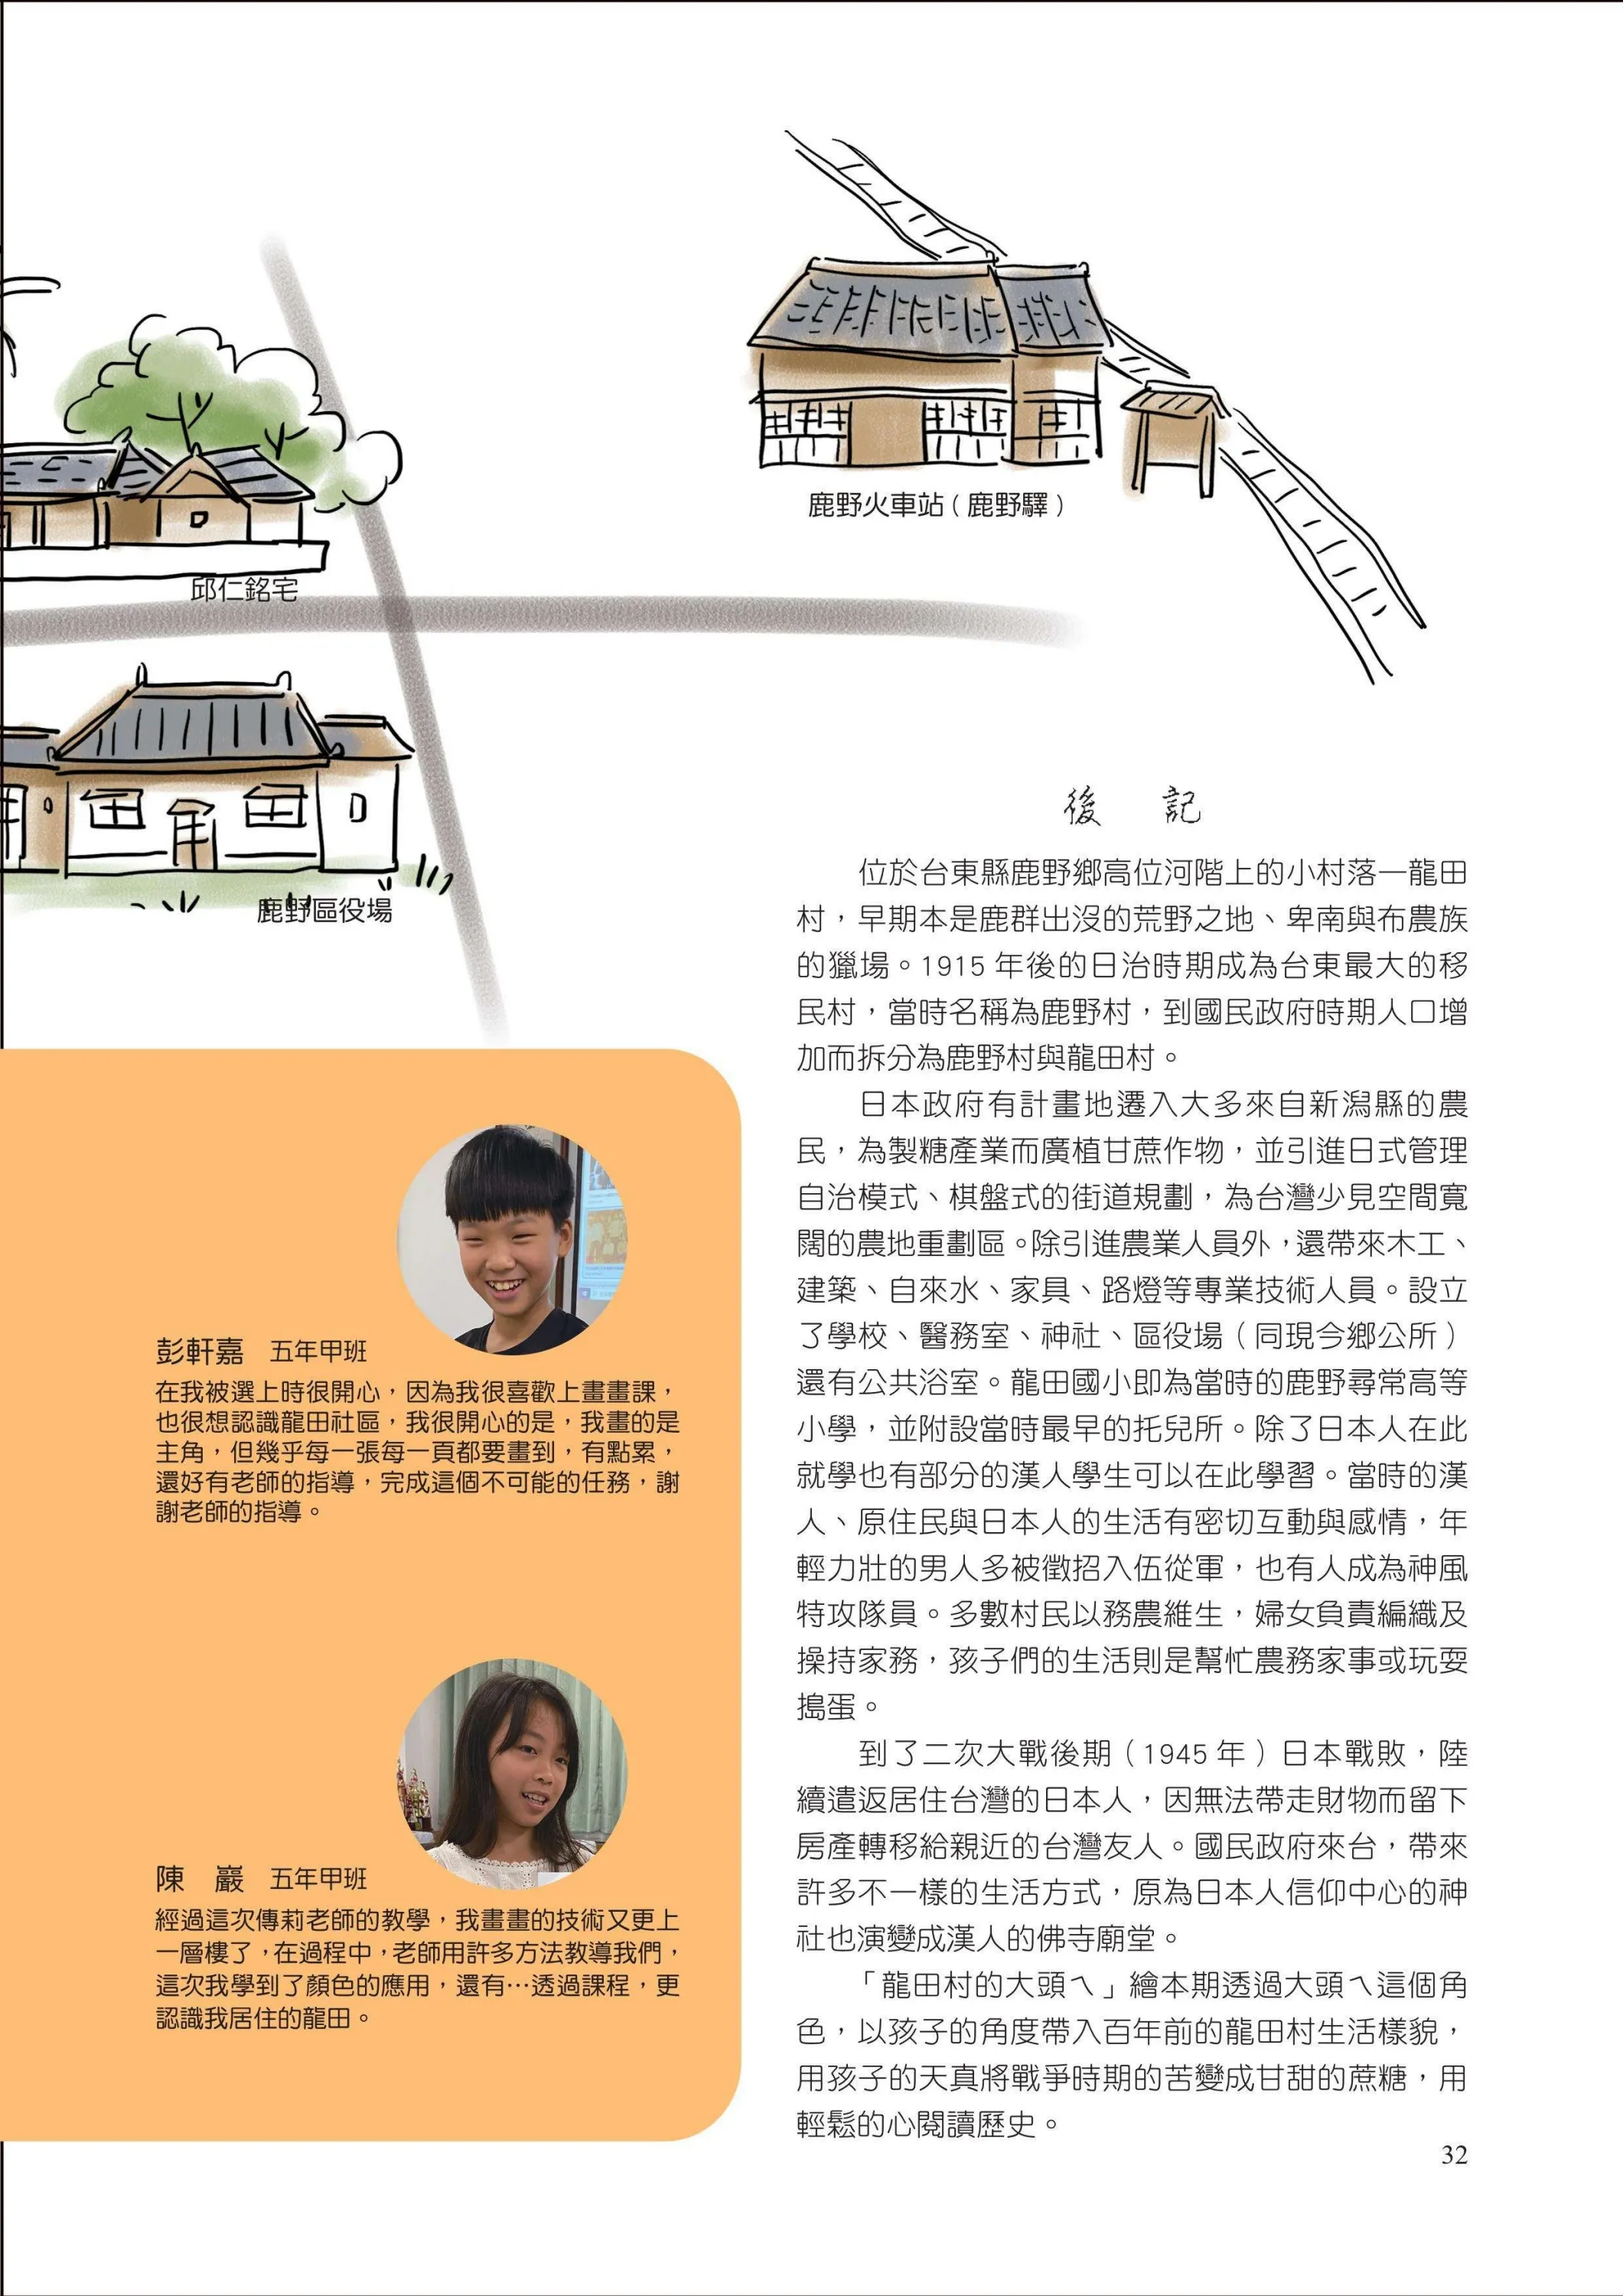 鹿野火車站（鹿野驛）
邱仁銘宅
鹿野區役場
後　記
位於台東縣鹿野鄉高位河階上的小村落—龍田
村，早期本是鹿群出沒的荒野之地、卑南與布農族
的獵場。1915 年後的日治時期成為台東最大的移
民村，當時名稱為鹿野村，到國民政府時期人口增
加而拆分為鹿野村與龍田村。
日本政府有計畫地遷入大多來自新潟縣的農
民，為製糖產業而廣植甘蔗作物，並引進日式管理
自治模式、棋盤式的街道規劃，為台灣少見空間寬
闊的農地重劃區。除引進農業人員外，還帶來木工、
建築、自來水、家具、路燈等專業技術人員。設立
了學校、醫務室、神社、區役場（同現今鄉公所）
還有公共浴室。龍田國小即為當時的鹿野尋常高等
小學，並附設當時最早的托兒所。除了日本人在此
就學也有部分的漢人學生可以在此學習。當時的漢
人、原住民與日本人的生活有密切互動與感情，年
輕力壯的男人多被徵招入伍從軍，也有人成為神風
特攻隊員。多數村民以務農維生，婦女負責編織及
操持家務，孩子們的生活則是幫忙農務家事或玩耍
搗蛋。
到了二次大戰後期（1945 年）日本戰敗，陸
續遣返居住台灣的日本人，因無法帶走財物而留下
房產轉移給親近的台灣友人。國民政府來台，帶來
許多不一樣的生活方式，原為日本人信仰中心的神
社也演變成漢人的佛寺廟堂。
「龍田村的大頭ㄟ」繪本期透過大頭ㄟ這個角
色，以孩子的角度帶入百年前的龍田村生活樣貌，
用孩子的天真將戰爭時期的苦變成甘甜的蔗糖，用
輕鬆的心閱讀歷史。
彭軒嘉　五年甲班
在我被選上時很開心，因為我很喜歡上畫畫課，
也很想認識龍田社區，我很開心的是，我畫的是
主角，但幾乎每一張每一頁都要畫到，有點累，
還好有老師的指導，完成這個不可能的任務，謝
謝老師的指導。
陳　巖　五年甲班
經過這次傳莉老師的教學，我畫畫的技術又更上
一層樓了，在過程中，老師用許多方法教導我們，
這次我學到了顏色的應用，還有…透過課程，更
認識我居住的龍田。
32